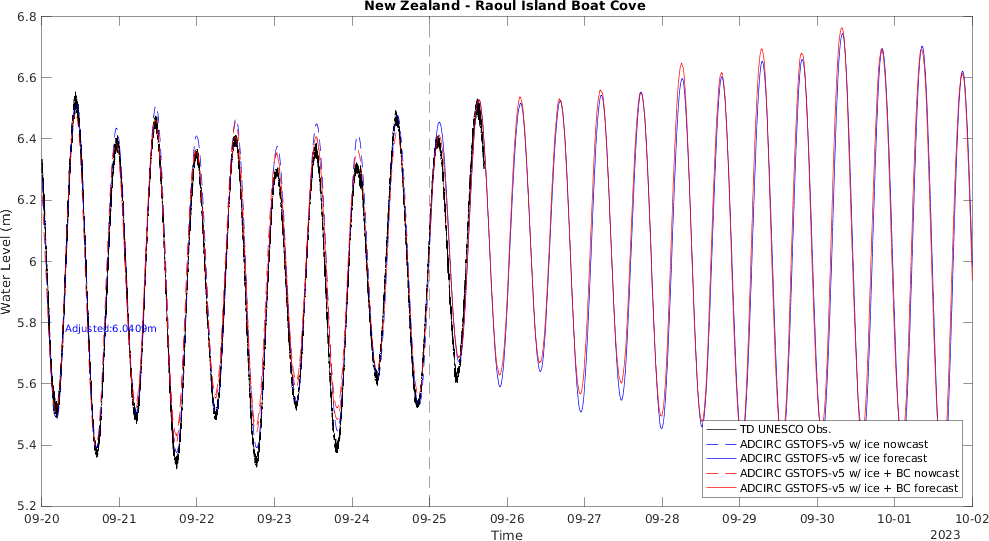 New Zealand - Raoul Island Boat Cove
6.8
6.6
6.4
6.2
6
5.8
5.6
5.4
5.2
Water Level (m)
Adjusted:6.0409m
TD UNESCO Obs.
ADCIRC GSTOFS-v5 w/ ice nowcast
ADCIRC GSTOFS-v5 w/ ice forecast
ADCIRC GSTOFS-v5 w/ ice + BC nowcast
ADCIRC GSTOFS-v5 w/ ice + BC forecast
09-20 09-21 09-22 09-23 09-24 09-25 09-26 09-27 09-28 09-29 09-30 10-01 10-02
Time
2023